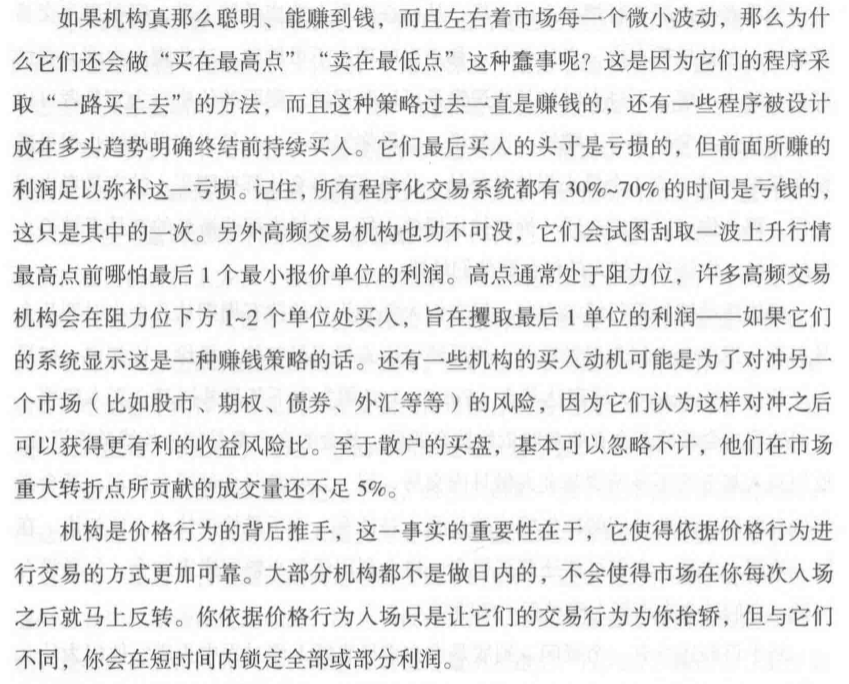 如果机构真那么聪明、能赚到钱，而且左右着市场每一个微小波动，那么为什
么它们还会做“买在最高点”、“卖在最低点”这种蠢事呢？这是因为它们的程序采
取“一路买上去”的方法，而且这种策略过去一直是赚钱的，还有一些程序被设计
成在多头趋势明确终结前持续买入。它们最后买入的头寸是亏损的，但前面所赚的
利润足以弥补这一亏损。记住，所有程序化交易系统都有30%~70%的时间是亏钱的，
这只是其中的一次。另外高频交易机构也功不可没，它们会试图刮取一波上升行情
最高点前哪怕最后1个最小报价单位的利润。高点通常处于阻力位，许多高频交易
机构会在阻力位下方1~2个单位处买入，旨在攫取最后1单位的利润——如果它们
的系统显示这是一种赚钱策略的话。还有一些机构的买入动机可能是为了对冲另一
个市场（比如股市、期权、债券、外汇等等）的风险，因为它们认为这样对冲之后
可以获得更有利的收益风险比。至于散户的买盘，基本可以忽略不计，他们在市场
重大转折点所贡献的成交量还不足5%。
机构是价格行为的背后推手，这一事实的重要性在于，它使得依据价格行为进
行交易的方式更加可靠。大部分机构都不是做日内的，不会使得市场在你每次入场
之后就马上反转。你依据价格行为入场只是让它们的交易行为为你抬轿，但与它们
不同，你会在短时间内锁定全部或部分利润。